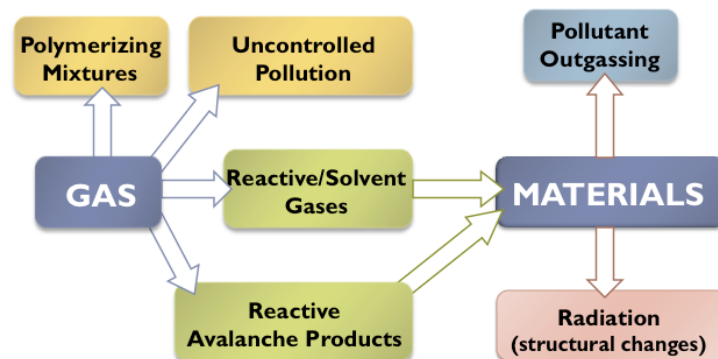 Polymerizing
Mixtures
Uncontrolled
Pollution
Pollutant
Outgassing
GAS
Reactive/Solvent
Gases
MATERIALS
Reactive
Avalanche Products
Radiation
(structural changes)